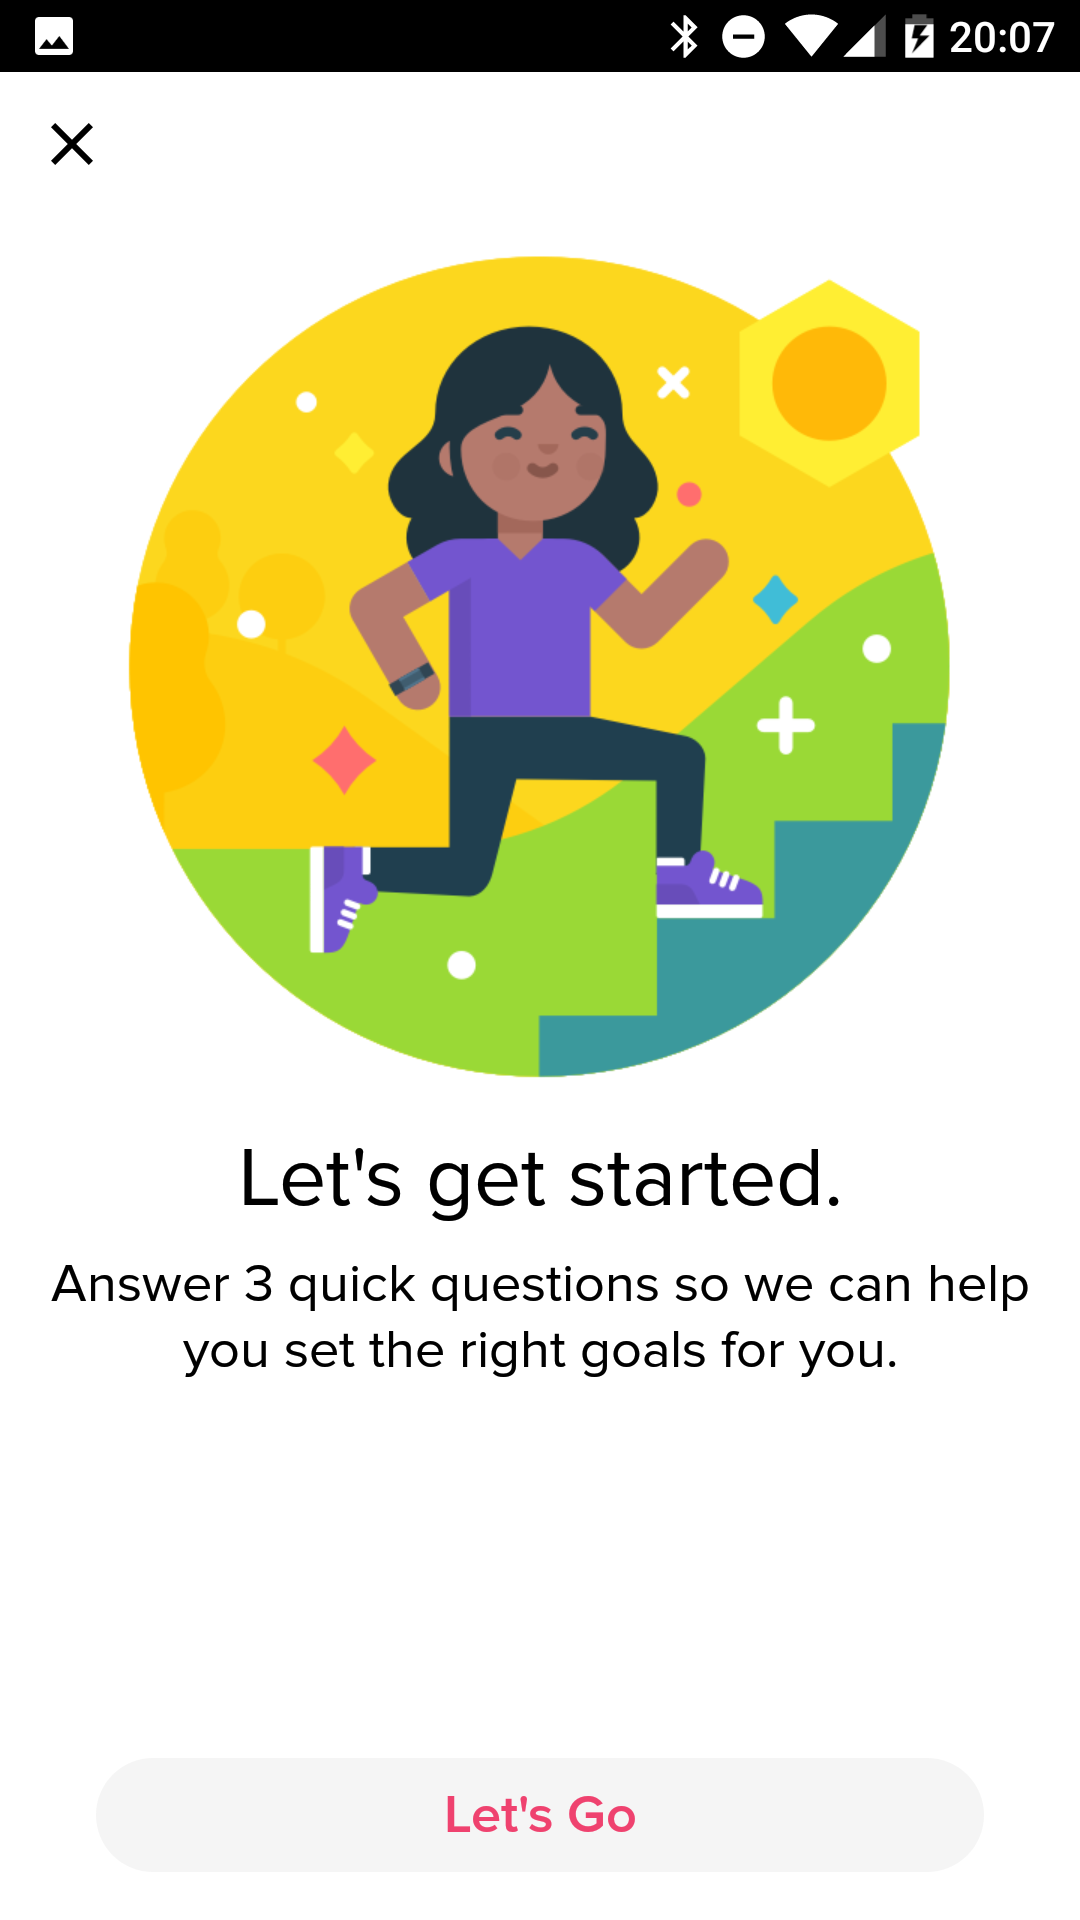 20:07
Let's get started.
Answer 3 quick questions so we can help
you set the right goals for you.
Let's Go